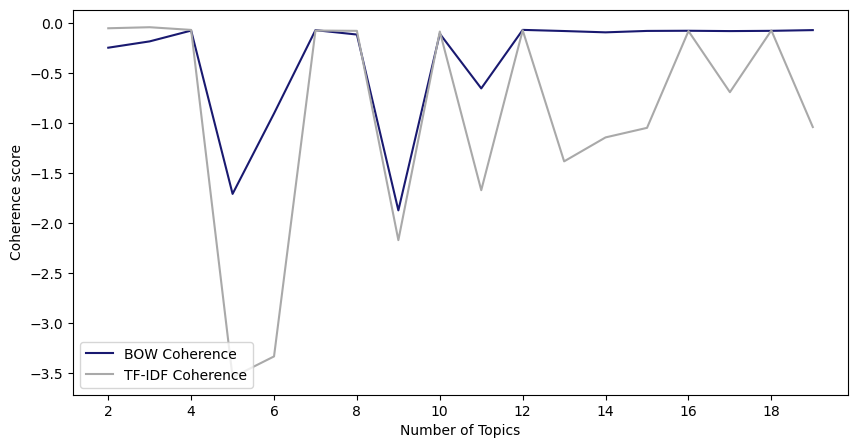 0.0
−0.5
−1.0
−1.5
−2.0
−2.5
−3.0
−3.5
Coherence score
BOW Coherence
TF-IDF Coherence
2 4 6 8 10 12 14 16 18
Number of Topics